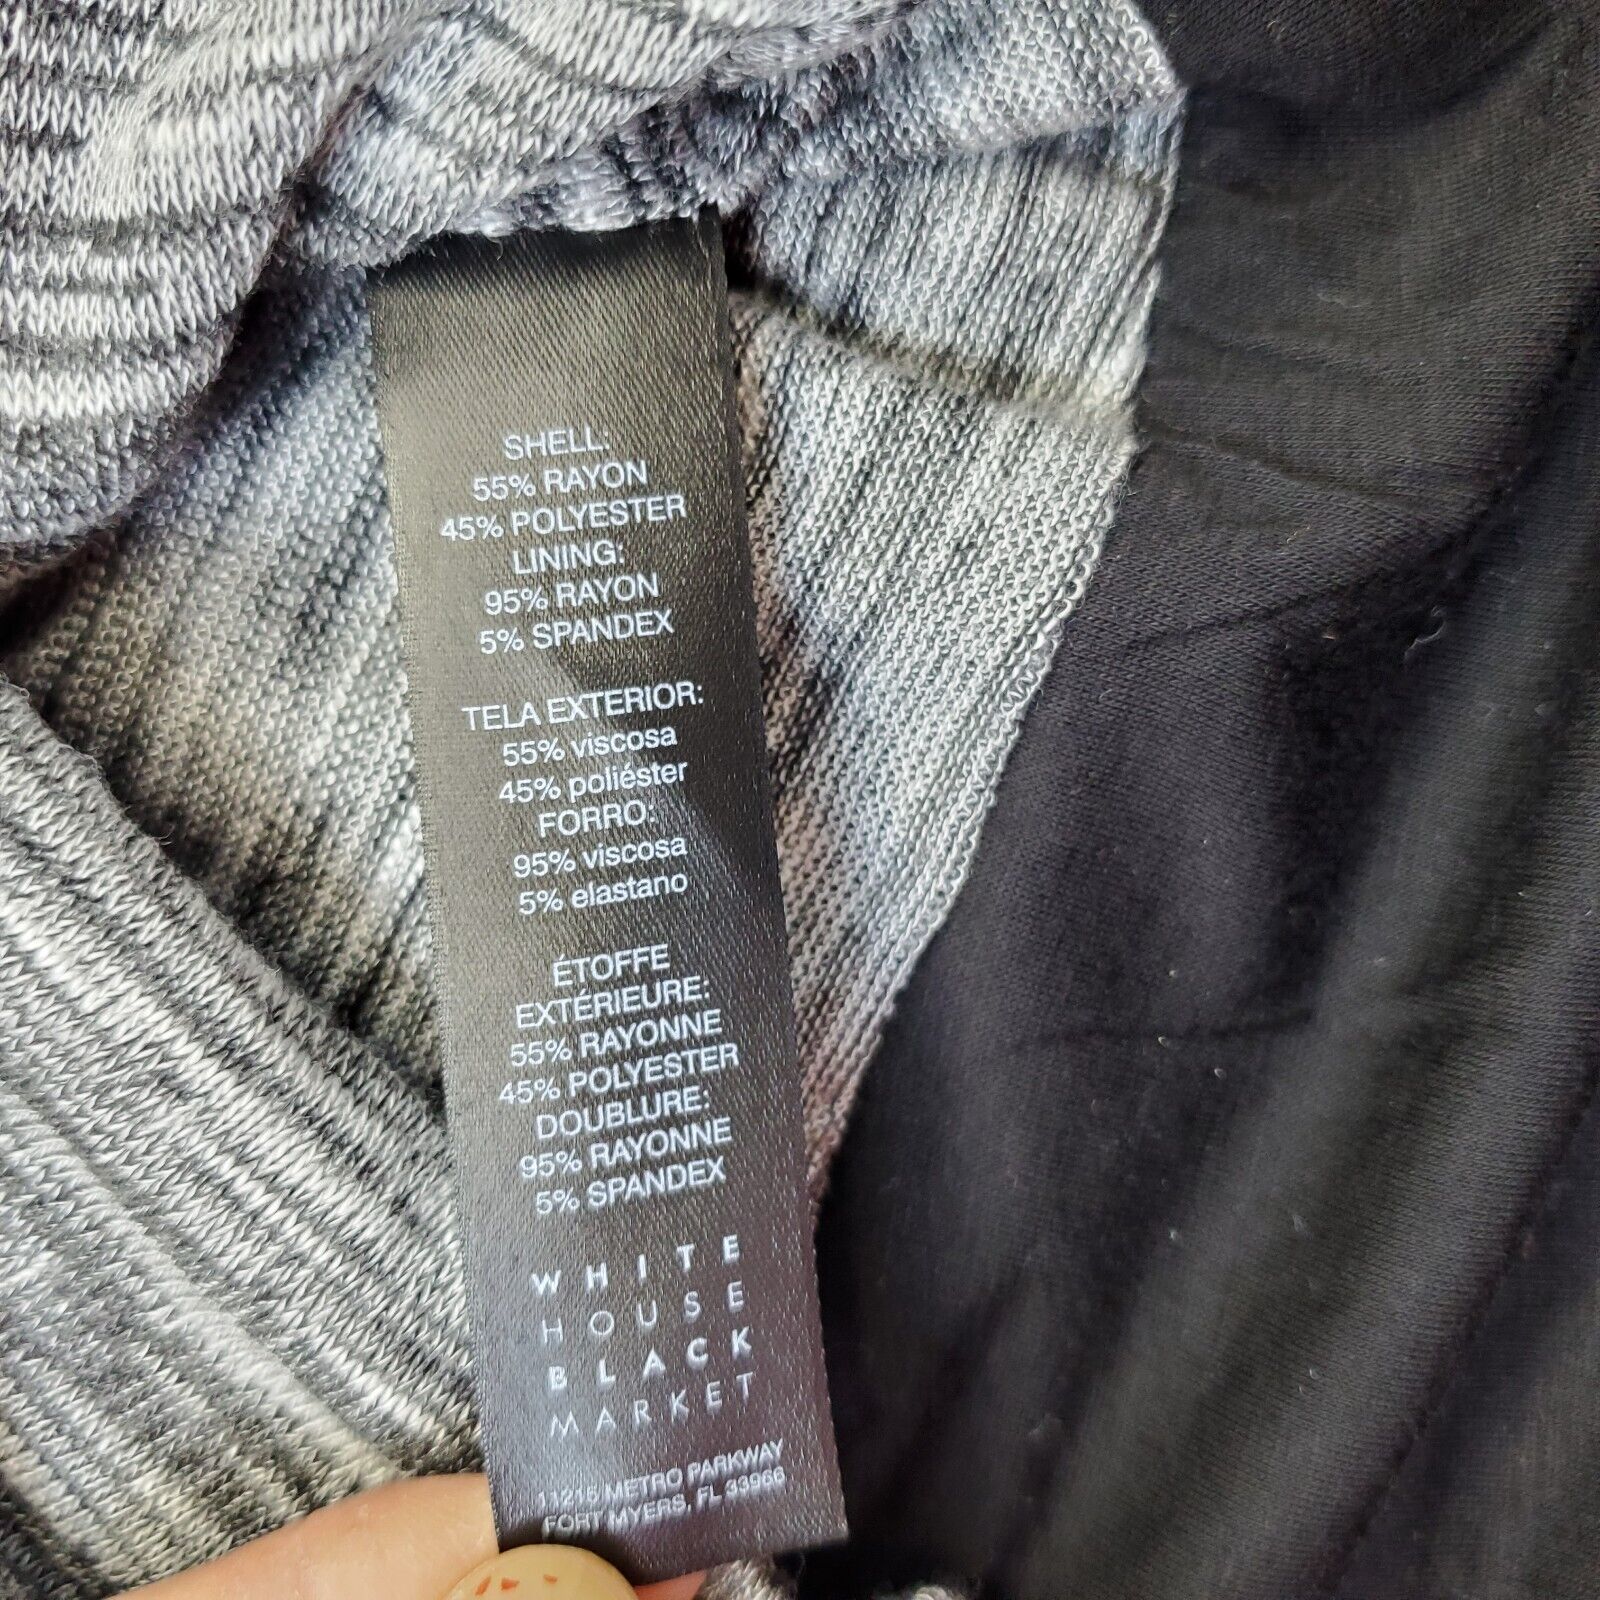 SHELL:
55% RAYON
45% POLYESTER
LINING:
95% RAYON
5% SPANDEX
TELA EXTERIOR:
55% viscosa
45% poliéster
FORRO:
95% viscosa
5% elastano
ÉTOFFE
EXTÉRIEURE:
55% RAYONNE
45% POLYESTER
DOUBLURE:
95% RAYONNE
5% SPANDEX
WHITE
HOUSE
BLACK
MARKET
11215 METRO PARKWAY
FORT MYERS, FL 33966